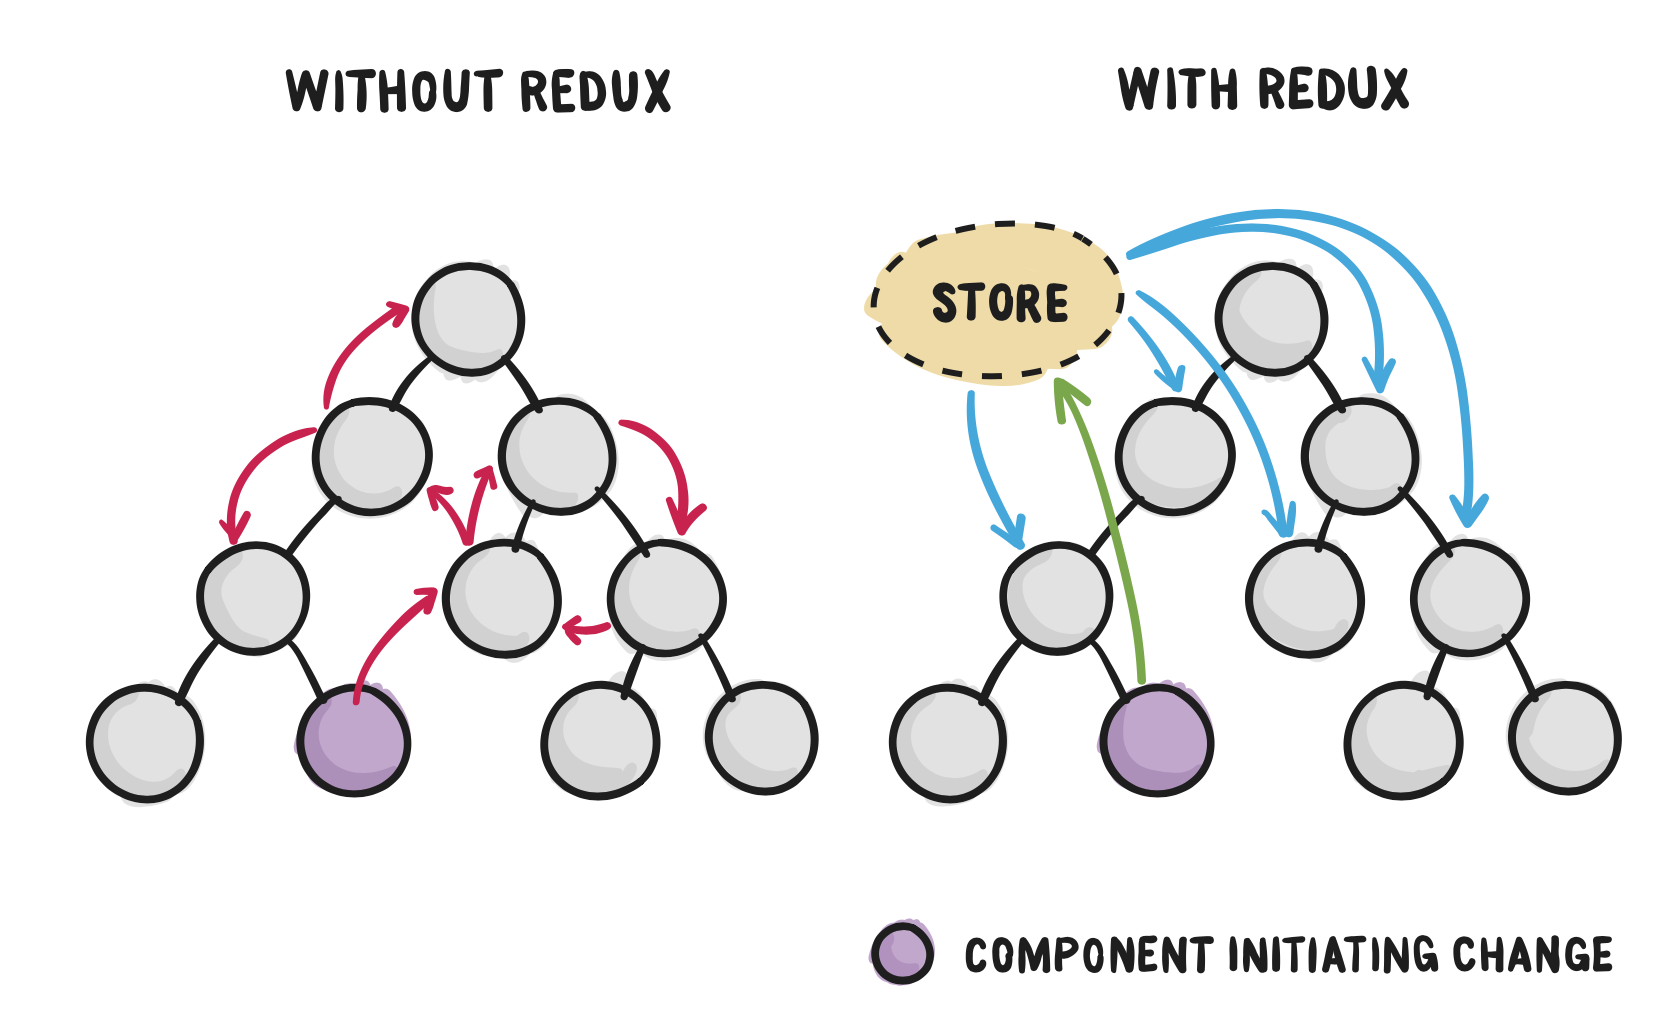 WITHOUT REDUX
WITH REDUX
STORE
COMPONENT INITIATING CHANGE